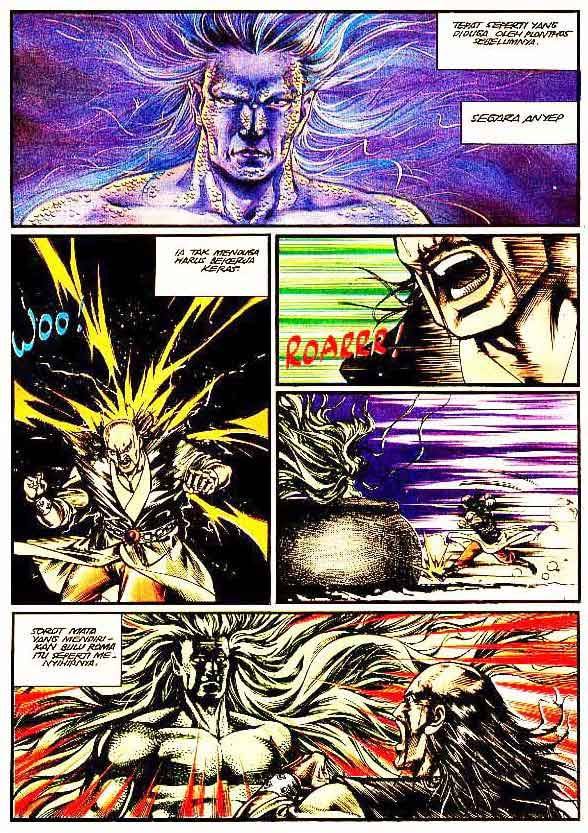 TEPAT SEPERTI YANG
DIDUGA OLEH PLONTHOS
SEBELUMNYA.
SEGARA ANYEP
IA TAK MENDUGA
HARUS BEKERJA
KERAS.
WOO!
ROARRR!
SOROT MATA
YANG MENDIRI-
KAN BULU ROMA
ITU SEPERTI ME-
NYIHIRNYA.